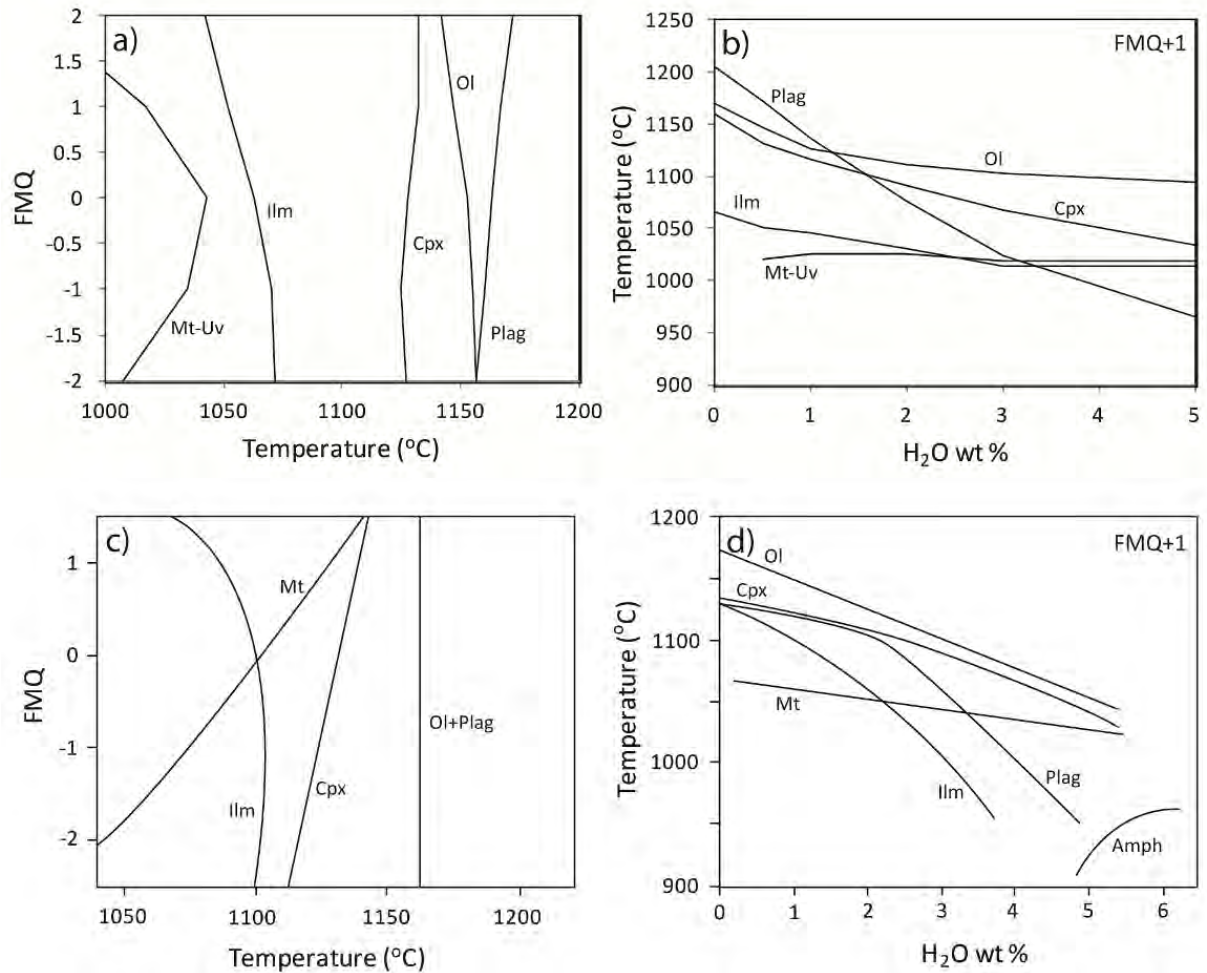 a)
2
1.5
1
0.5
0
-0.5
-1
-1.5
-2
FMQ
Ol
Ilm
Cpx
Mt-Uv
Plag
1000 1050 1100 1150 1200
Temperature (°C)
b)
FMQ+1
1250
1200
1150
1100
1050
1000
950
900
Temperature (°C)
Plag
Ol
Ilm
Cpx
Mt-Uv
0 1 2 3 4 5
H₂O wt %
c)
1
0
-1
-2
FMQ
Mt
Ol+Plag
Ilm
Cpx
1050 1100 1150 1200
Temperature (°C)
d)
FMQ+1
1200
1100
1000
900
Temperature (°C)
Ol
Cpx
Mt
Ilm
Plag
Amph
0 1 2 3 4 5 6
H₂O wt %